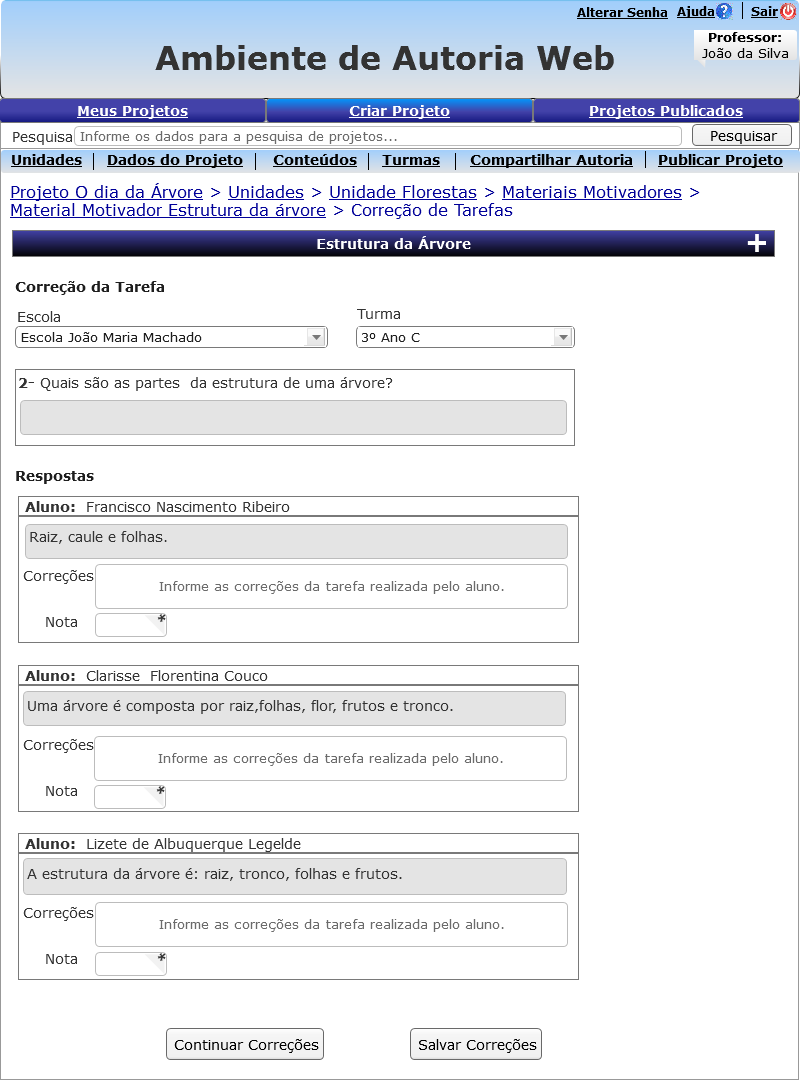 Alterar Senha Ajuda? Sair
Professor:
João da Silva
Ambiente de Autoria Web
Meus Projetos Criar Projeto Projetos Publicados
Pesquisa Informe os dados para a pesquisa de projetos... Pesquisar
Unidades | Dados do Projeto | Conteúdos | Turmas | Compartilhar Autoria | Publicar Projeto
Projeto O dia da Árvore > Unidades > Unidade Florestas > Materiais Motivadores >
Material Motivador Estrutura da árvore > Correção de Tarefas
Estrutura da Árvore +
Correção da Tarefa
Escola Turma
Escola João Maria Machado 3º Ano C
2- Quais são as partes  da estrutura de uma árvore?
Respostas
Aluno: Francisco Nascimento Ribeiro
Raiz, caule e folhas.
Correções Informe as correções da tarefa realizada pelo aluno.
Nota *
Aluno: Clarisse  Florentina Couco
Uma árvore é composta por raiz,folhas, flor, frutos e tronco.
Correções Informe as correções da tarefa realizada pelo aluno.
Nota *
Aluno: Lizete de Albuquerque Legelde
A estrutura da árvore é: raiz, tronco, folhas e frutos.
Correções Informe as correções da tarefa realizada pelo aluno.
Nota *
Continuar Correções Salvar Correções